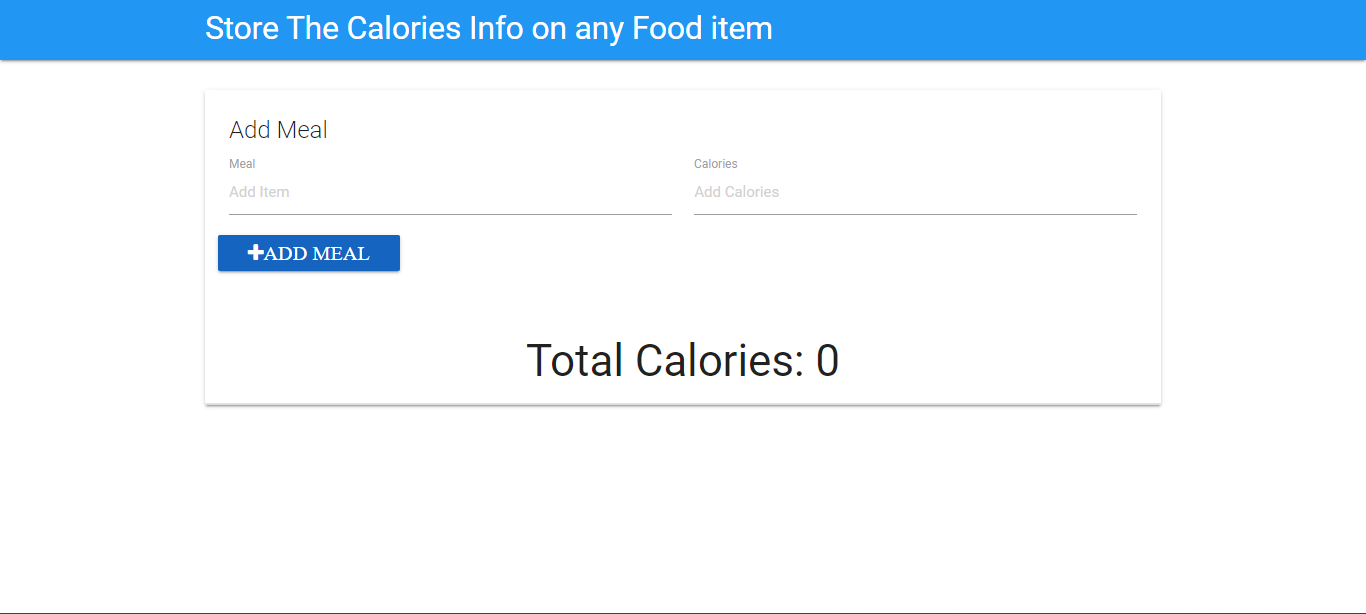 Store The Calories Info on any Food item
Add Meal
Meal
Calories
Add Item
Add Calories
ADD MEAL
Total Calories: 0